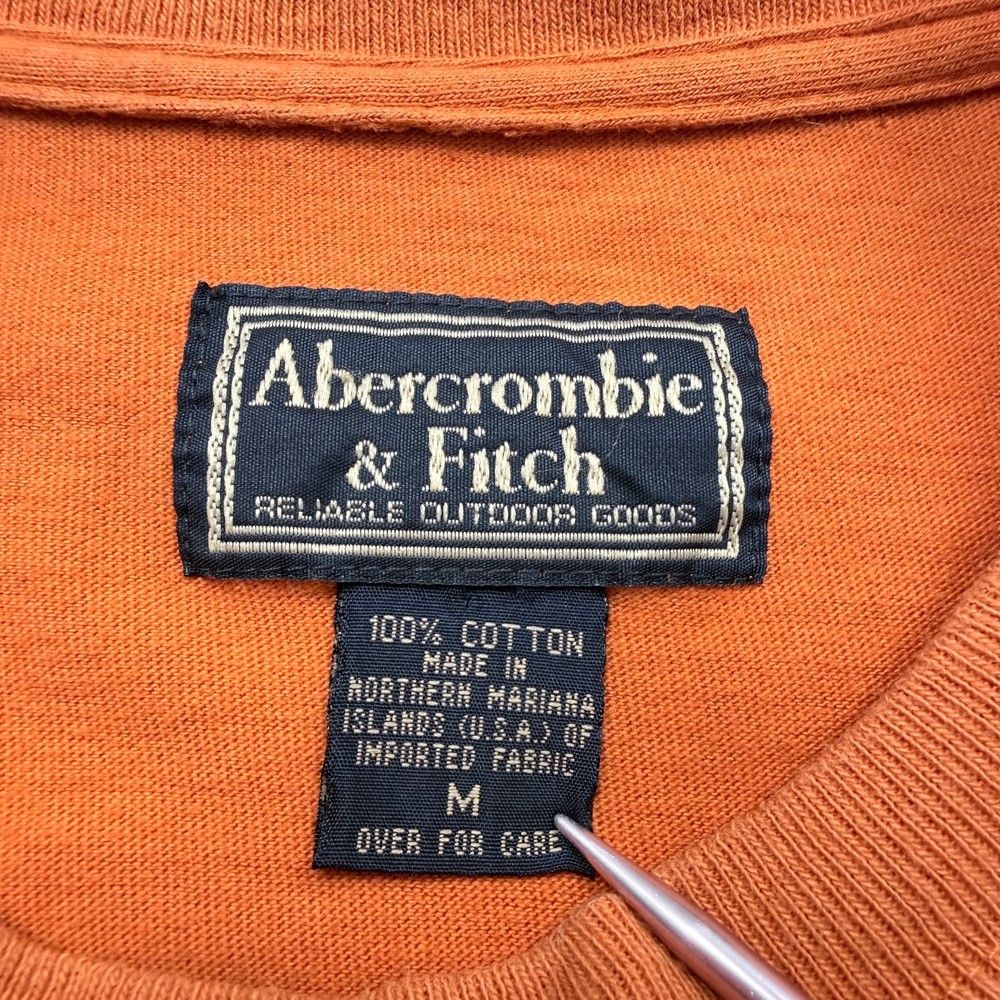 Abercrombie
& Fitch
RELIABLE OUTDOOR GOODS
100% COTTON
MADE IN
NORTHERN MARIANA
ISLANDS (U.S.A.) OF
IMPORTED FABRIC
M
OVER FOR CARE